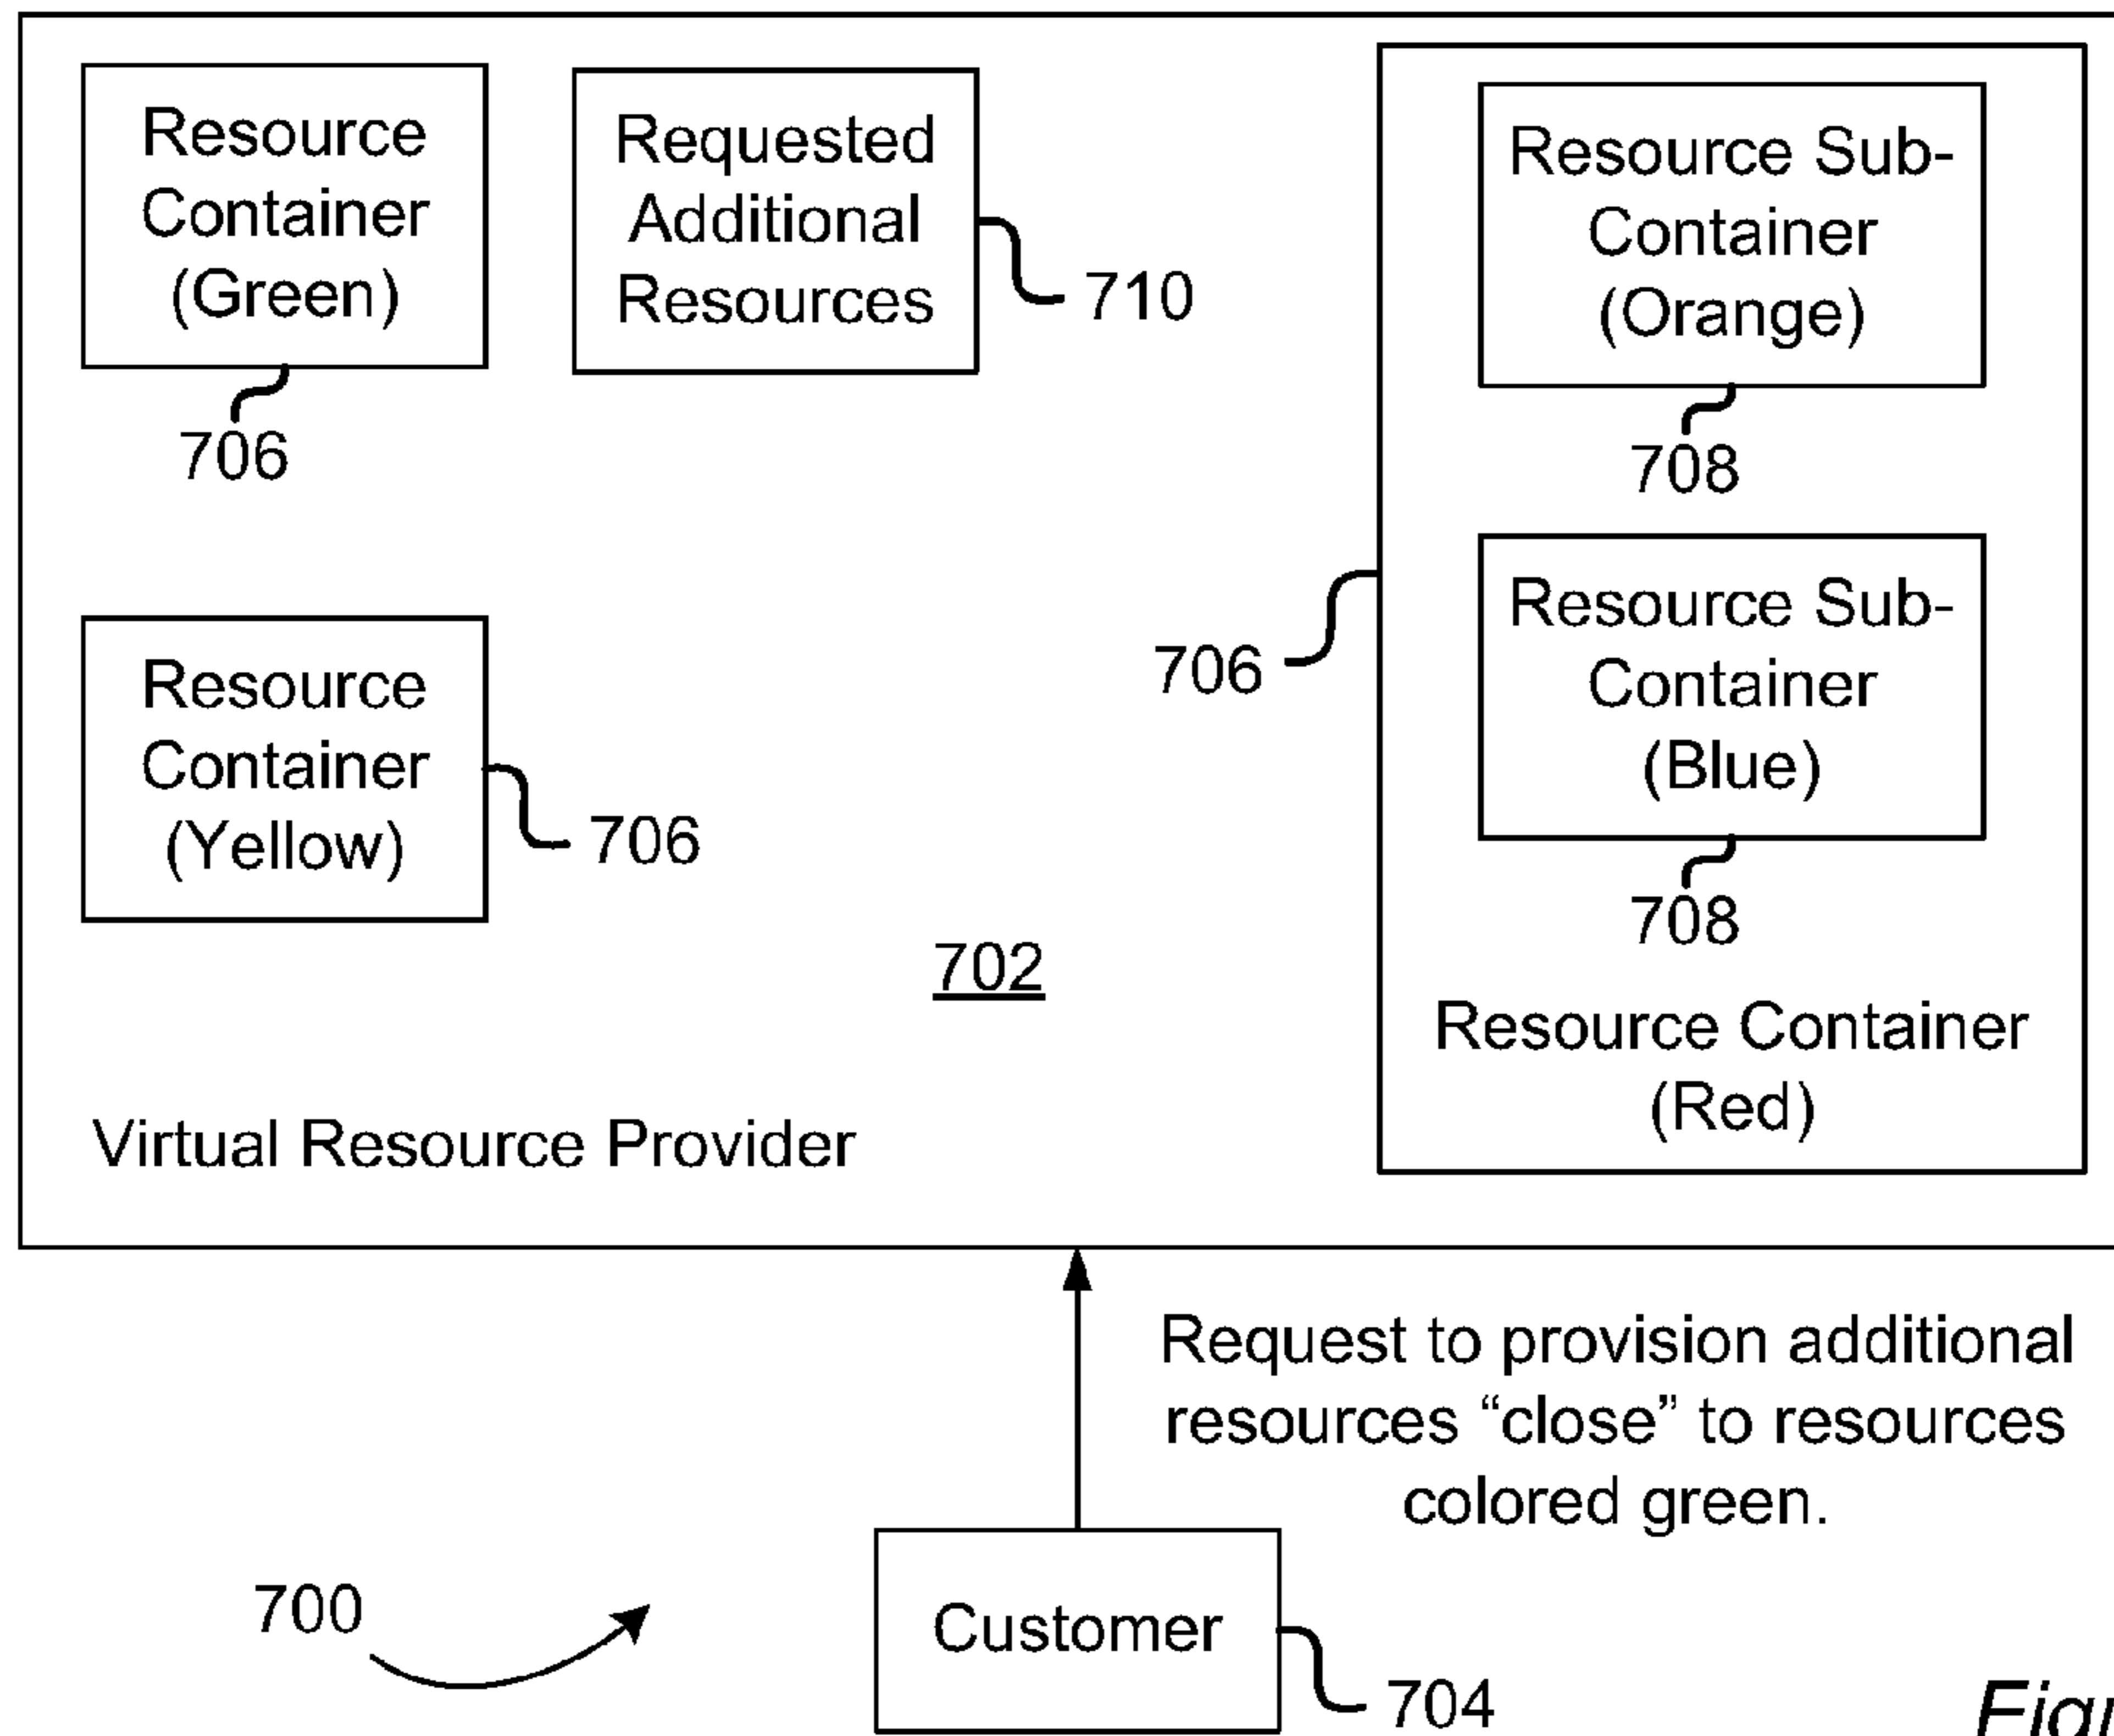 Resource
Container
(Green)
706
Requested
Additional
Resources
710
Resource Sub-
Container
(Orange)
708
Resource
Container
(Yellow)
706
706
Resource Sub-
Container
(Blue)
708
702
Resource Container
(Red)
Virtual Resource Provider
Request to provision additional
resources “close” to resources
colored green.
700
Customer
704